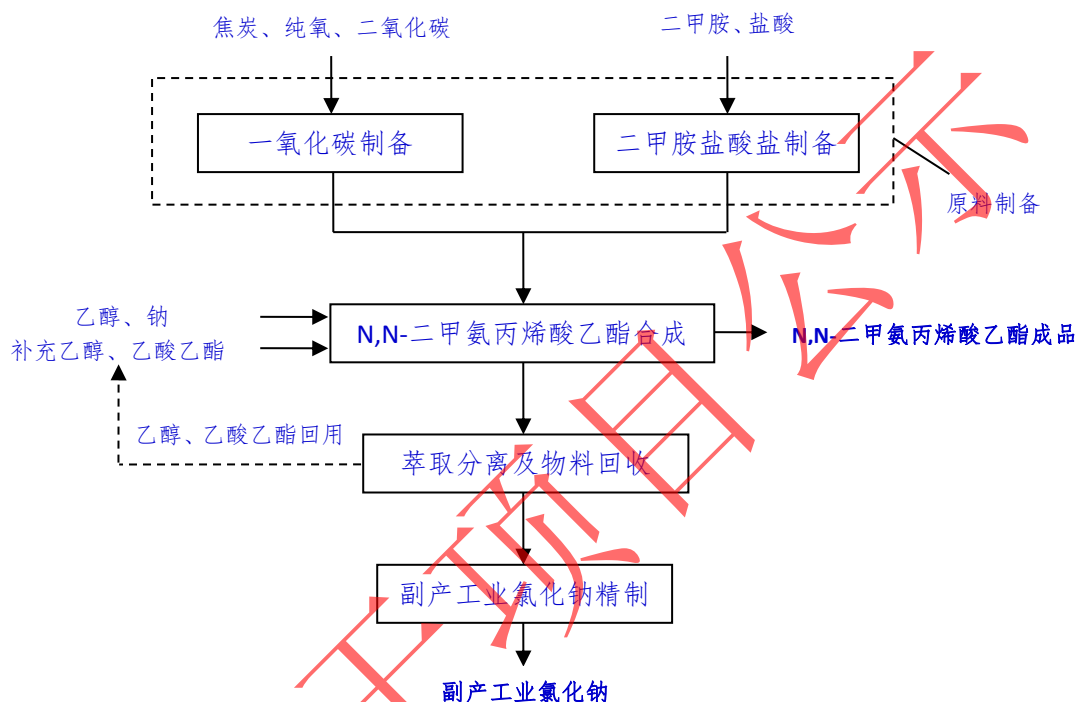 焦炭、纯氧、二氧化碳
二甲胺、盐酸
一氧化碳制备
二甲胺盐酸盐制备
原料制备
乙醇、钠
补充乙醇、乙酸乙酯
N,N-二甲氨丙烯酸乙酯合成
N,N-二甲氨丙烯酸乙酯成品
乙醇、乙酸乙酯回用
萃取分离及物料回收
副产工业氯化钠精制
副产工业氯化钠
项目公示